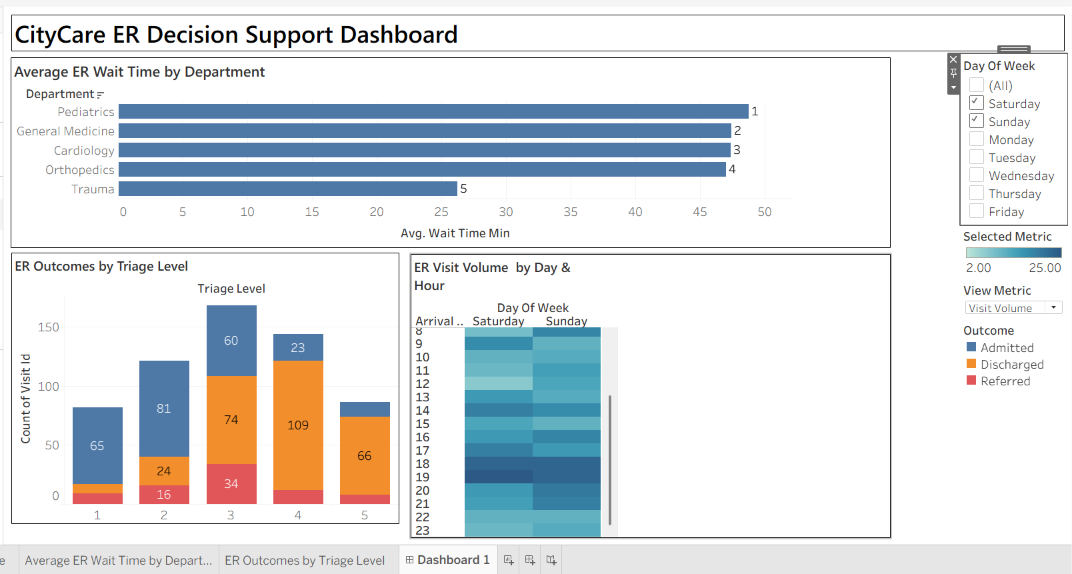 CityCare ER Decision Support Dashboard
Average ER Wait Time by Department
Department
Pediatrics 1
General Medicine 2
Cardiology 3
Orthopedics 4
Trauma 5
0 5 10 15 20 25 30 35 40 45 50
Avg. Wait Time Min
ER Outcomes by Triage Level
Triage Level
Count of Visit Id
150
100
50
0
65
81
24
16
60
74
34
23
109
66
1 2 3 4 5
ER Visit Volume by Day &
Hour
Day Of Week
Arrival .. Saturday Sunday
8
9
10
11
12
13
14
15
16
17
18
19
20
21
22
23
Day Of Week
(All)
Saturday
Sunday
Monday
Tuesday
Wednesday
Thursday
Friday
Selected Metric
2.00 25.00
View Metric
Visit Volume
Outcome
Admitted
Discharged
Referred
e Average ER Wait Time by Depart... ER Outcomes by Triage Level Dashboard 1